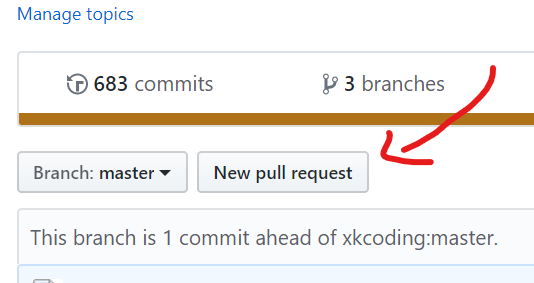 Manage topics
683 commits 3 branches
Branch: master New pull request
This branch is 1 commit ahead of xkcoding:master.